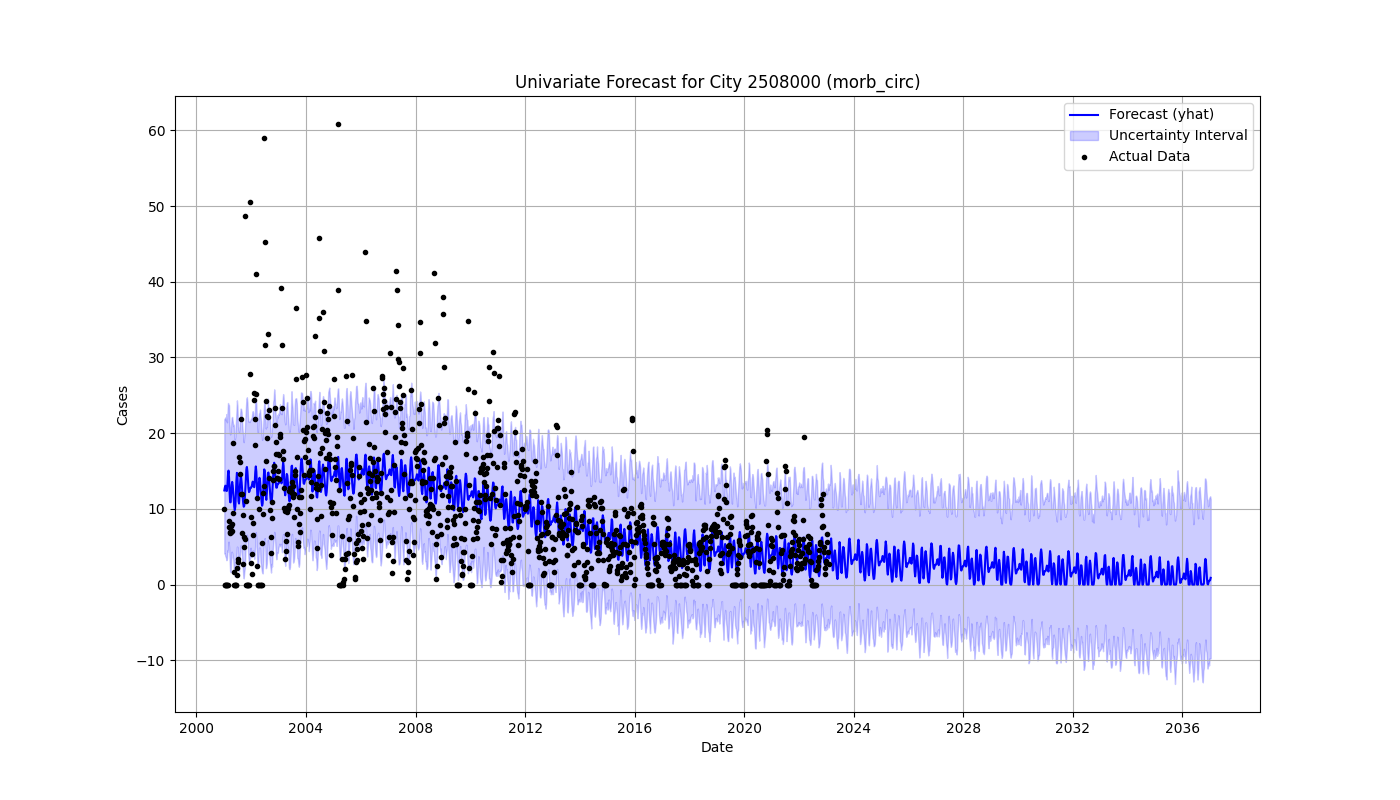 Univariate Forecast for City 2508000 (morb_circ)
Forecast (yhat)
Uncertainty Interval
Actual Data
Cases
60
50
40
30
20
10
0
−10
2000 2004 2008 2012 2016 2020 2024 2028 2032 2036
Date